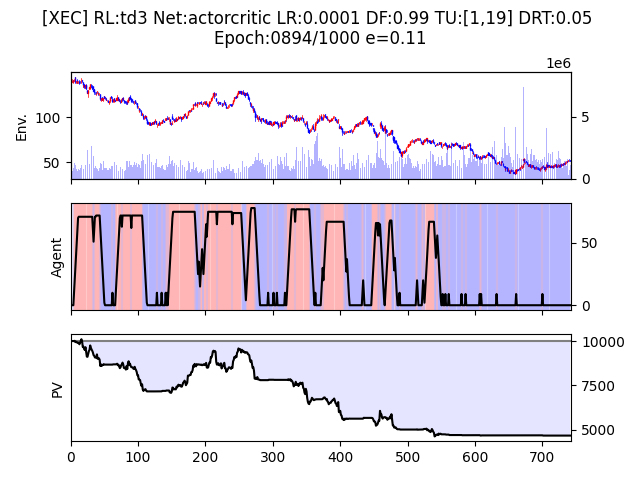 [XEC] RL:td3 Net:actorcritic LR:0.0001 DF:0.99 TU:[1,19] DRT:0.05
Epoch:0894/1000 e=0.11
1e6
Env.
100
50
5
0
Agent
50
0
PV
10000
7500
5000
0 100 200 300 400 500 600 700